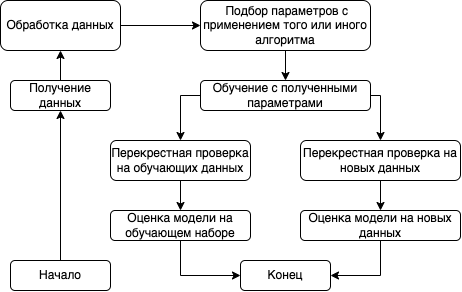 Обработка данных
Подбор параметров с
применением того или иного
алгоритма
Получение
данных
Обучение с полученными
параметрами
Перекрестная проверка
на обучающих данных
Перекрестная проверка на
новых данных
Оценка модели на
обучающем наборе
Оценка модели на новых
данных
Начало
Конец